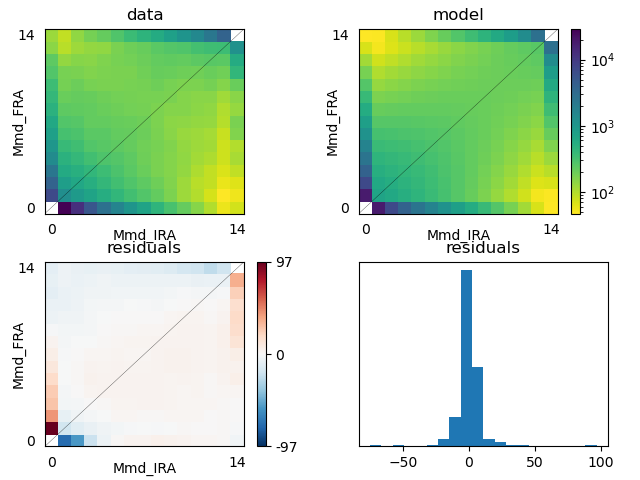 data
model
14
Mmd_FRA
0
0
Mmd_IRA
14
14
Mmd_FRA
0
0
Mmd_IRA
14
10⁴
10³
10²
residuals
residuals
14
Mmd_FRA
0
0
Mmd_IRA
14
97
0
-97
−50
0
50
100